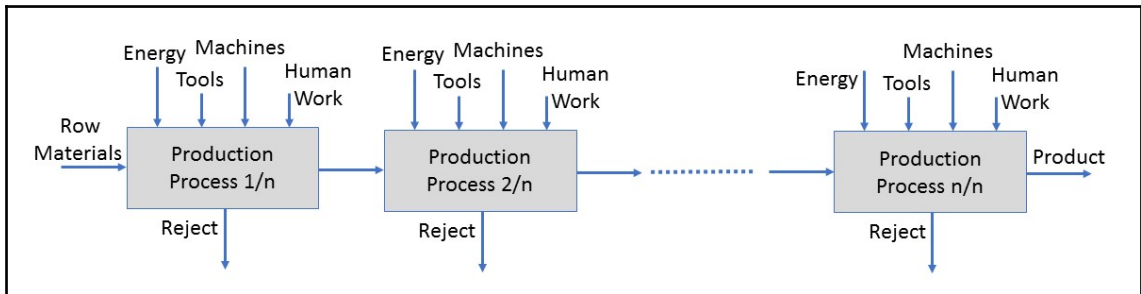 Energy
Machines
Tools
Human
Work
Row
Materials
Production
Process 1/n
Reject
Energy
Machines
Tools
Human
Work
Production
Process 2/n
Reject
Energy
Machines
Tools
Human
Work
Production
Process n/n
Product
Reject